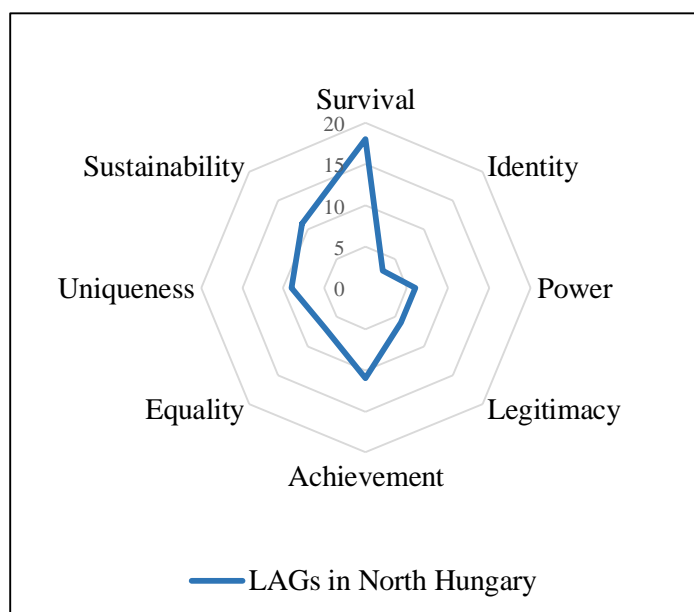 Survival
20
Sustainability
Identity
15
10
5
Uniqueness
0
Power
Equality
Legitimacy
Achievement
LAGs in North Hungary